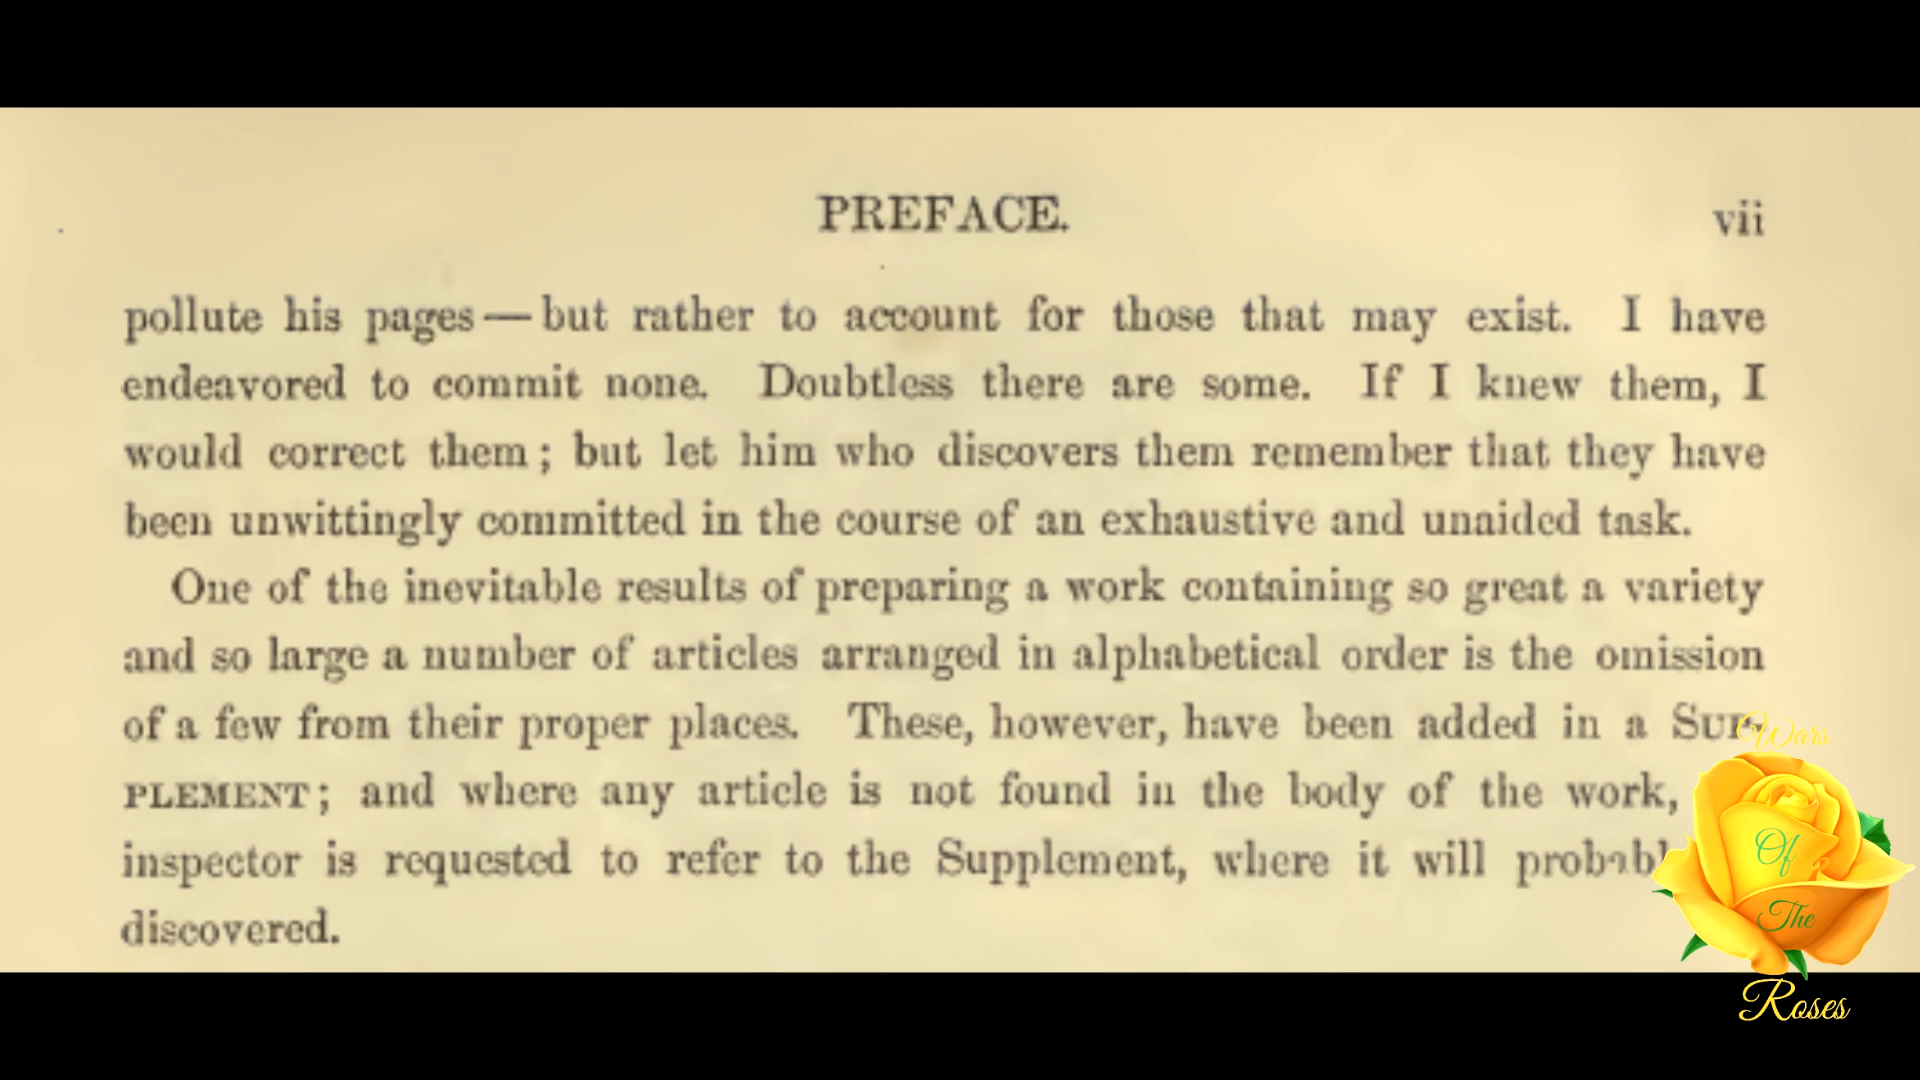 PREFACE. vii
pollute his pages—but rather to account for those that may exist. I have
endeavored to commit none. Doubtless there are some. If I knew them, I
would correct them; but let him who discovers them remember that they have
been unwittingly committed in the course of an exhaustive and unaided task.
One of the inevitable results of preparing a work containing so great a variety
and so large a number of articles arranged in alphabetical order is the omission
of a few from their proper places. These, however, have been added in a SUP-
PLEMENT; and where any article is not found in the body of the work,
inspector is requested to refer to the Supplement, where it will
discovered.
Wars
Of
The
Roses